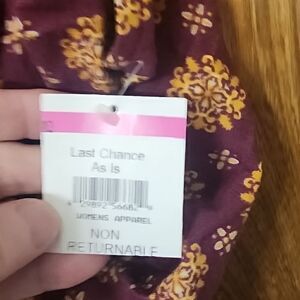 Last Chance
As Is
WOMENS APPAREL
NON
RETURNABLE